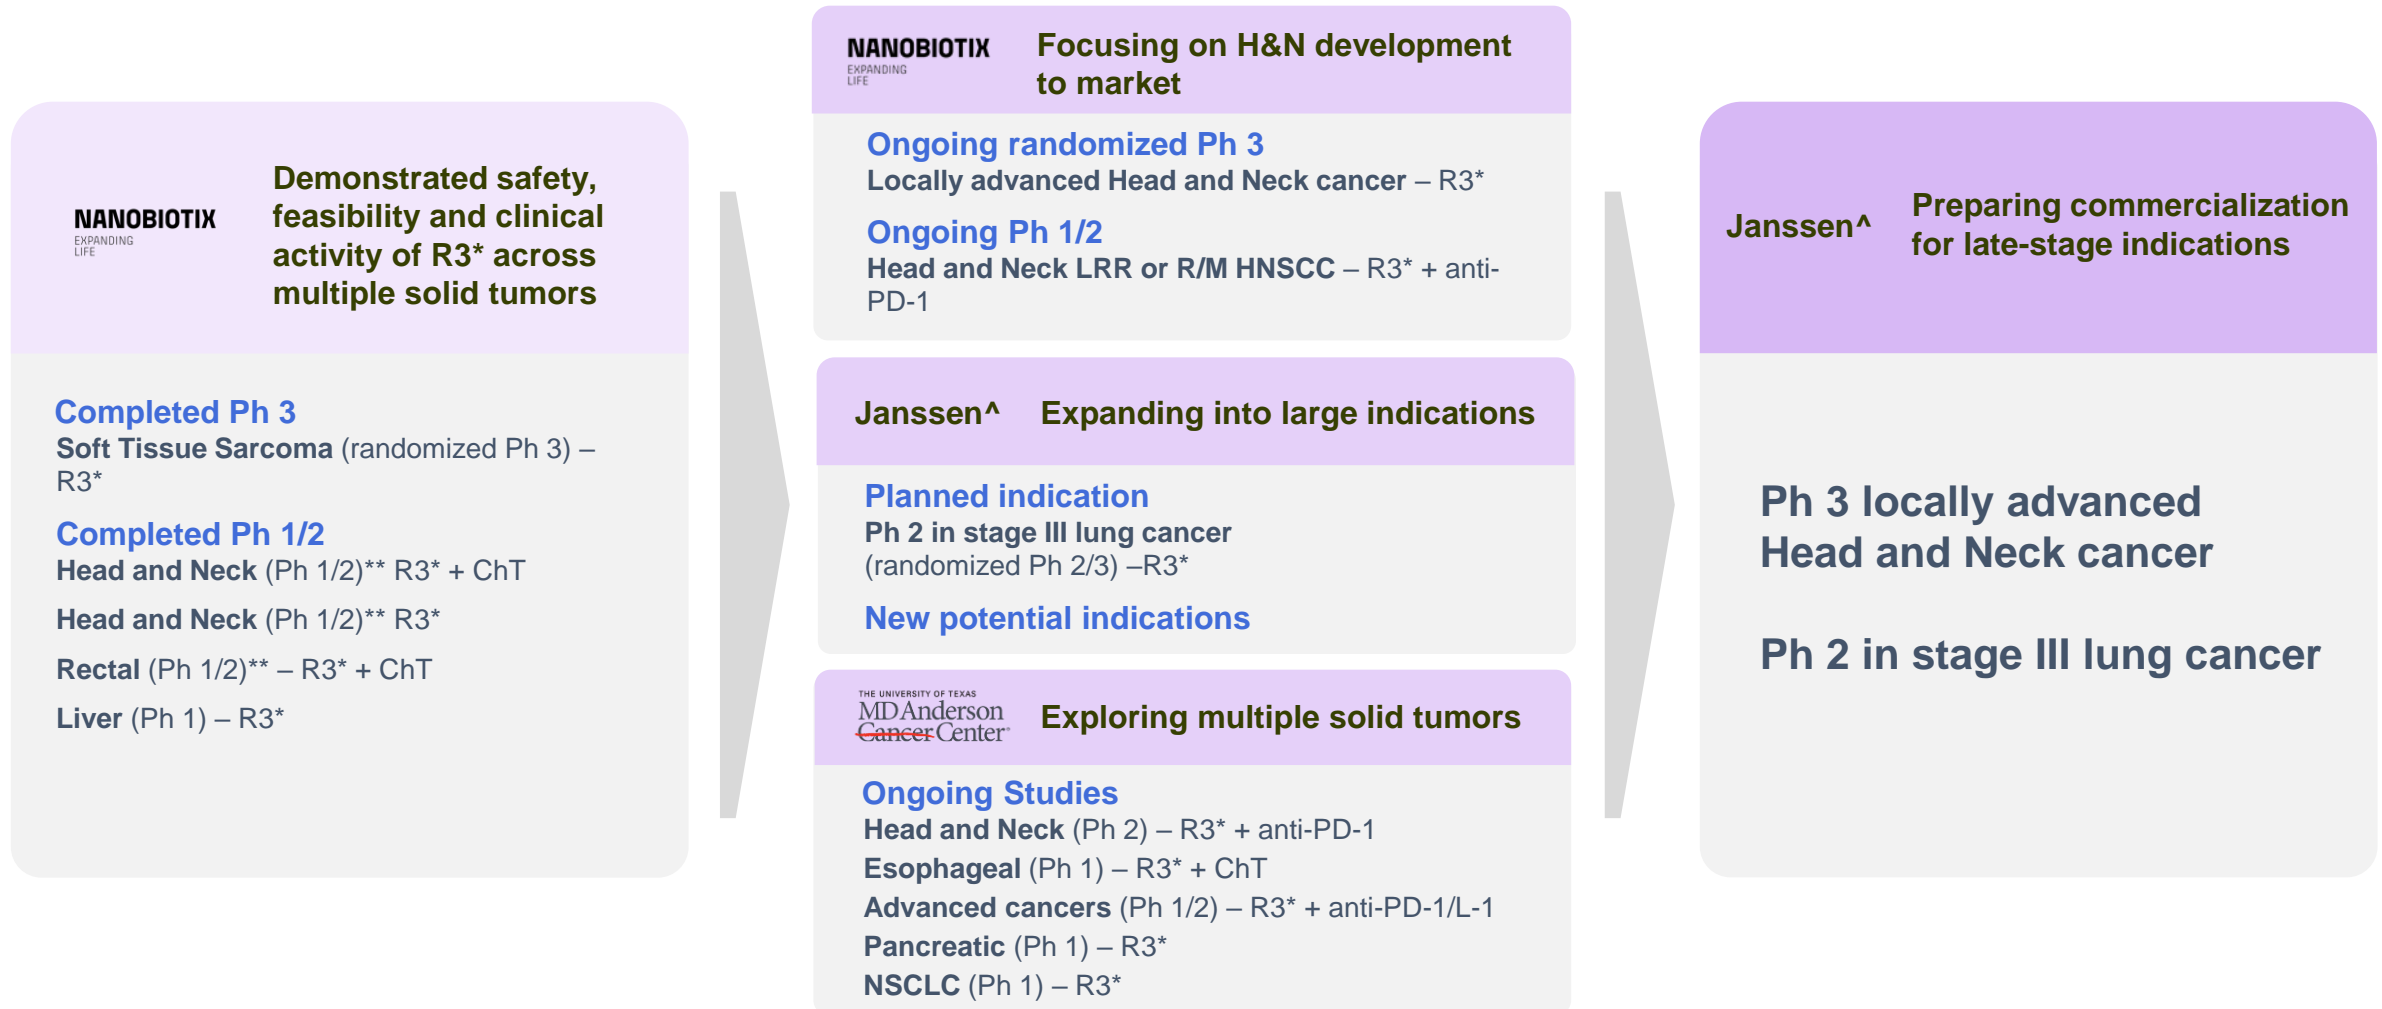 NANOBIOTIX
EXPANDING
LIFE
Demonstrated safety,
feasibility and clinical
activity of R3* across
multiple solid tumors
Completed Ph 3
Soft Tissue Sarcoma (randomized Ph 3) –
R3*
Completed Ph 1/2
Head and Neck (Ph 1/2)** R3* + ChT
Head and Neck (Ph 1/2)** R3*
Rectal (Ph 1/2)** – R3* + ChT
Liver (Ph 1) – R3*
NANOBIOTIX
EXPANDING
LIFE
Focusing on H&N development
to market
Ongoing randomized Ph 3
Locally advanced Head and Neck cancer – R3*
Ongoing Ph 1/2
Head and Neck LRR or R/M HNSCC – R3* + anti-
PD-1
Janssen^ Expanding into large indications
Planned indication
Ph 2 in stage III lung cancer
(randomized Ph 2/3) –R3*
New potential indications
THE UNIVERSITY OF TEXAS
MD Anderson
Cancer Center
Exploring multiple solid tumors
Ongoing Studies
Head and Neck (Ph 2) – R3* + anti-PD-1
Esophageal (Ph 1) – R3* + ChT
Advanced cancers (Ph 1/2) – R3* + anti-PD-1/L-1
Pancreatic (Ph 1) – R3*
NSCLC (Ph 1) – R3*
Janssen^
Preparing commercialization
for late-stage indications
Ph 3 locally advanced
Head and Neck cancer
Ph 2 in stage III lung cancer